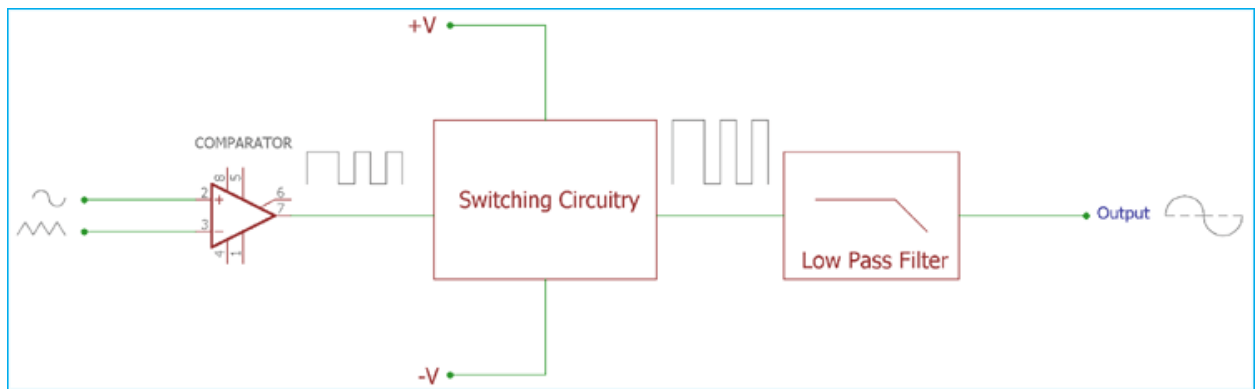 +V
COMPARATOR
8 5
2 + 6
7
3 -
4 1
Switching Circuitry
Low Pass Filter
Output
-V